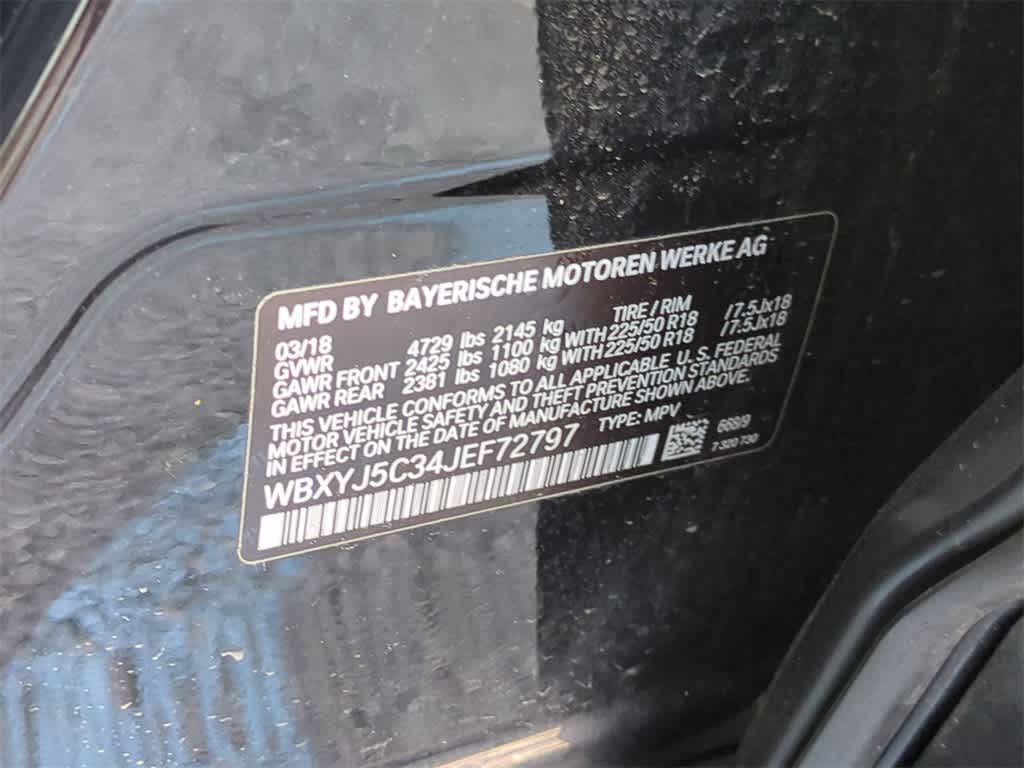 MFD BY BAYERISCHE MOTOREN WERKE AG
03/18 TIRE / RIM
GVWR 4729 lbs 2145 kg
GAWR FRONT 2425 lbs 1100 kg WITH 225/50 R18 /7.5Jx18
GAWR REAR 2381 lbs 1080 kg WITH 225/50 R18 /7.5Jx18
THIS VEHICLE CONFORMS TO ALL APPLICABLE U. S. FEDERAL
MOTOR VEHICLE SAFETY AND THEFT PREVENTION STANDARDS
IN EFFECT ON THE DATE OF MANUFACTURE SHOWN ABOVE.
WBXYJ5C34JEF72797 TYPE: MPV
7 320 730